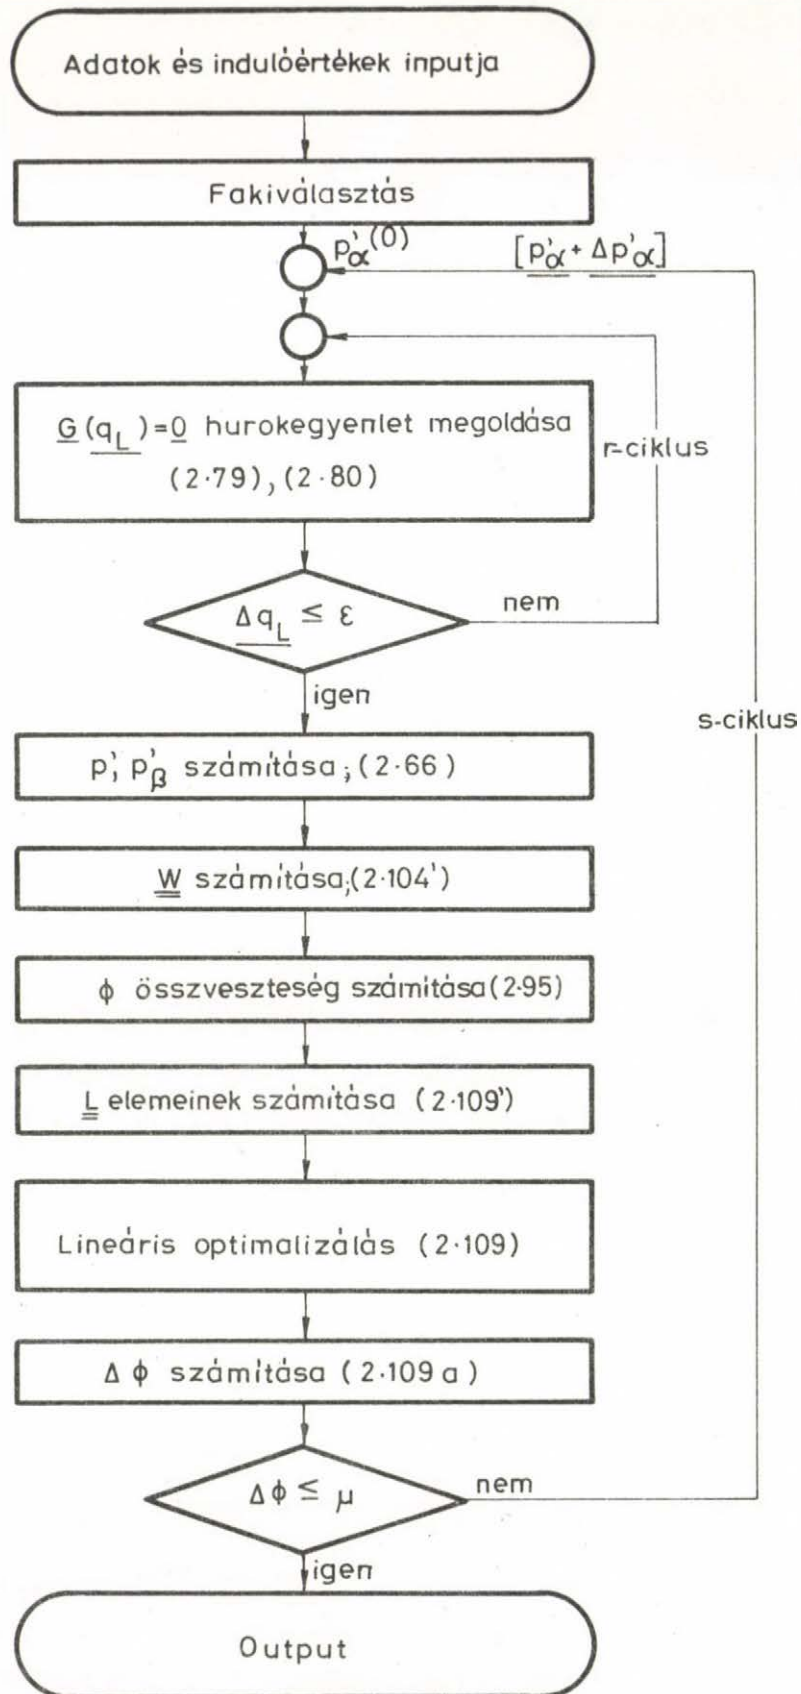 Adatok és indulóértékek inputja
Fakiválasztás
p'α(0)
[p'α + Δp'α]
G(qL)=0 hurokegyenlet megoldása
(2.79), (2.80)
r-ciklus
ΔqL ≤ ε
nem
igen
s-ciklus
p', p'β számítása; (2.66)
W számítása;(2.104')
ϕ összveszteség számítása(2.95)
L elemeinek számítása (2.109')
Lineáris optimalizálás (2.109)
Δϕ számítása (2.109 a)
Δϕ ≤ μ
nem
igen
Output